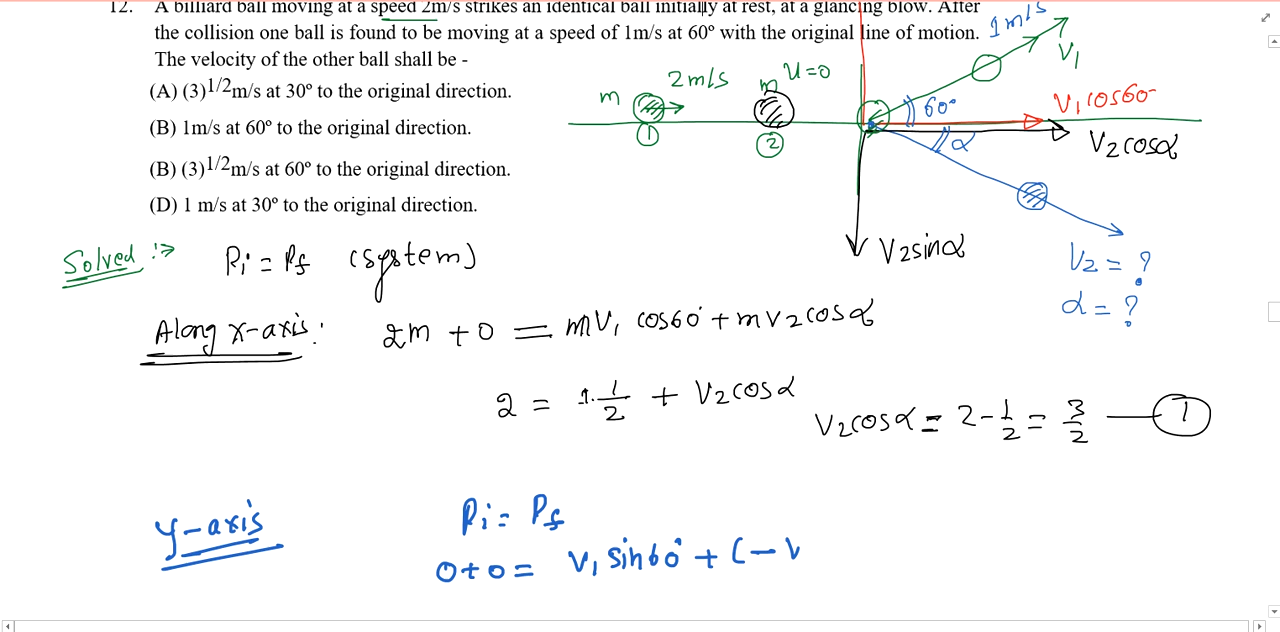 12. A billiard ball moving at a speed 2m/s strikes an identical ball initially at rest, at a glancing blow. After
the collision one ball is found to be moving at a speed of 1m/s at 60º with the original line of motion.
The velocity of the other ball shall be -
(A) (3)^1/2m/s at 30º to the original direction.
(B) 1m/s at 60º to the original direction.
(B) (3)^1/2m/s at 60º to the original direction.
(D) 1 m/s at 30º to the original direction.
m 2m/s m U=0
1 2
1m/s
V1
60° V1cos60
α V2cosα
V2sinα
V2 = ?
α = ?
Solved :⇒ Pi = Pf (system)
Along x-axis: 2m + 0 = mV1 cos60° + mv2cosα
2 = 1·1/2 + V2cosα
V2cosα = 2 - 1/2 = 3/2 — 1
y-axis Pi = Pf
0+0 = V1 sin60° + (-V